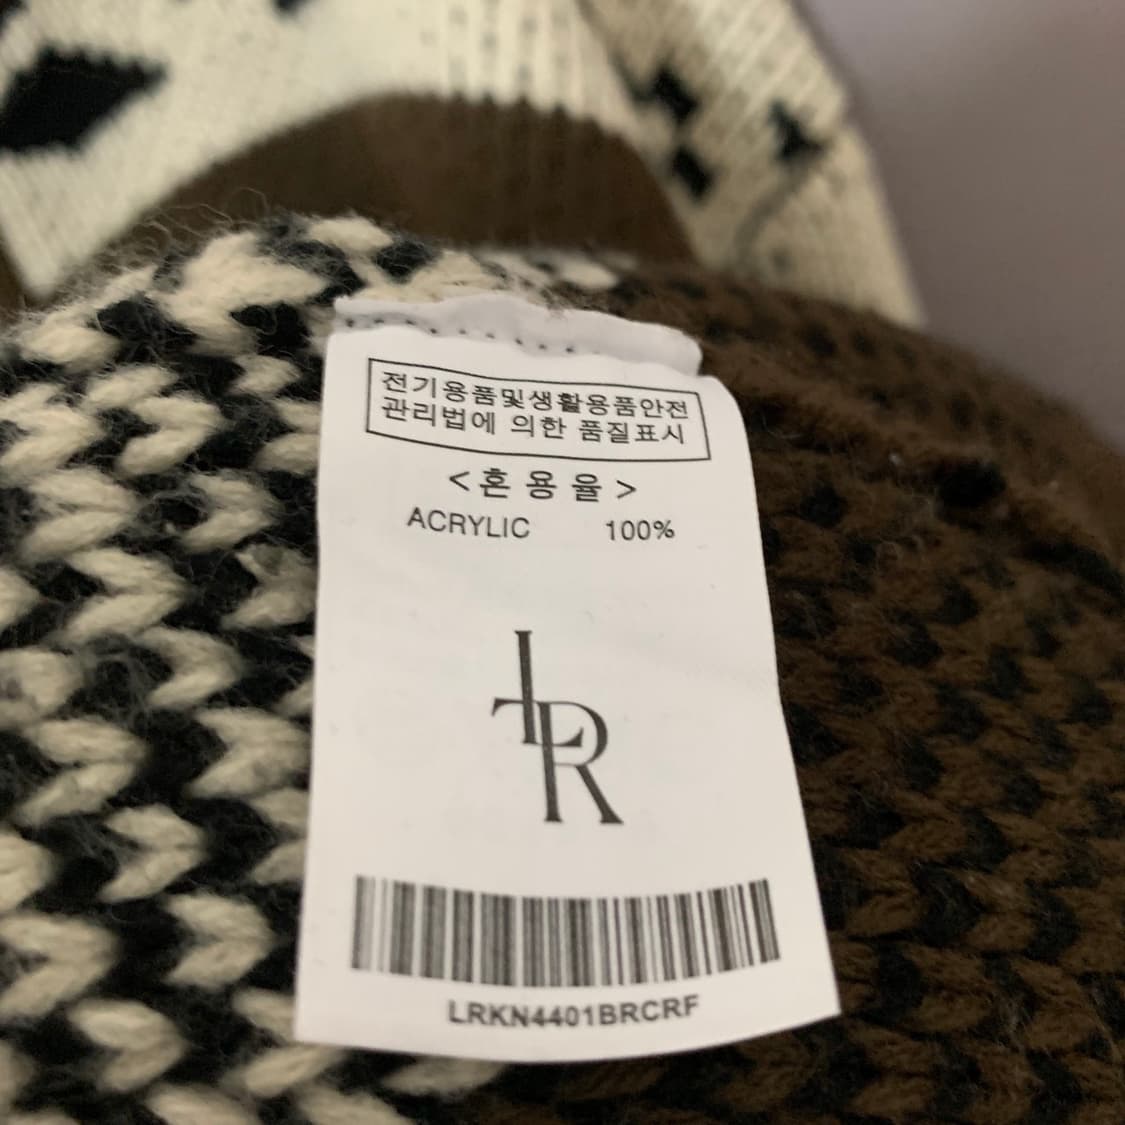 전기용품및생활용품안전
관리법에 의한 품질표시
<혼용율>
ACRYLIC 100%
LR
LRKN4401BRCRF